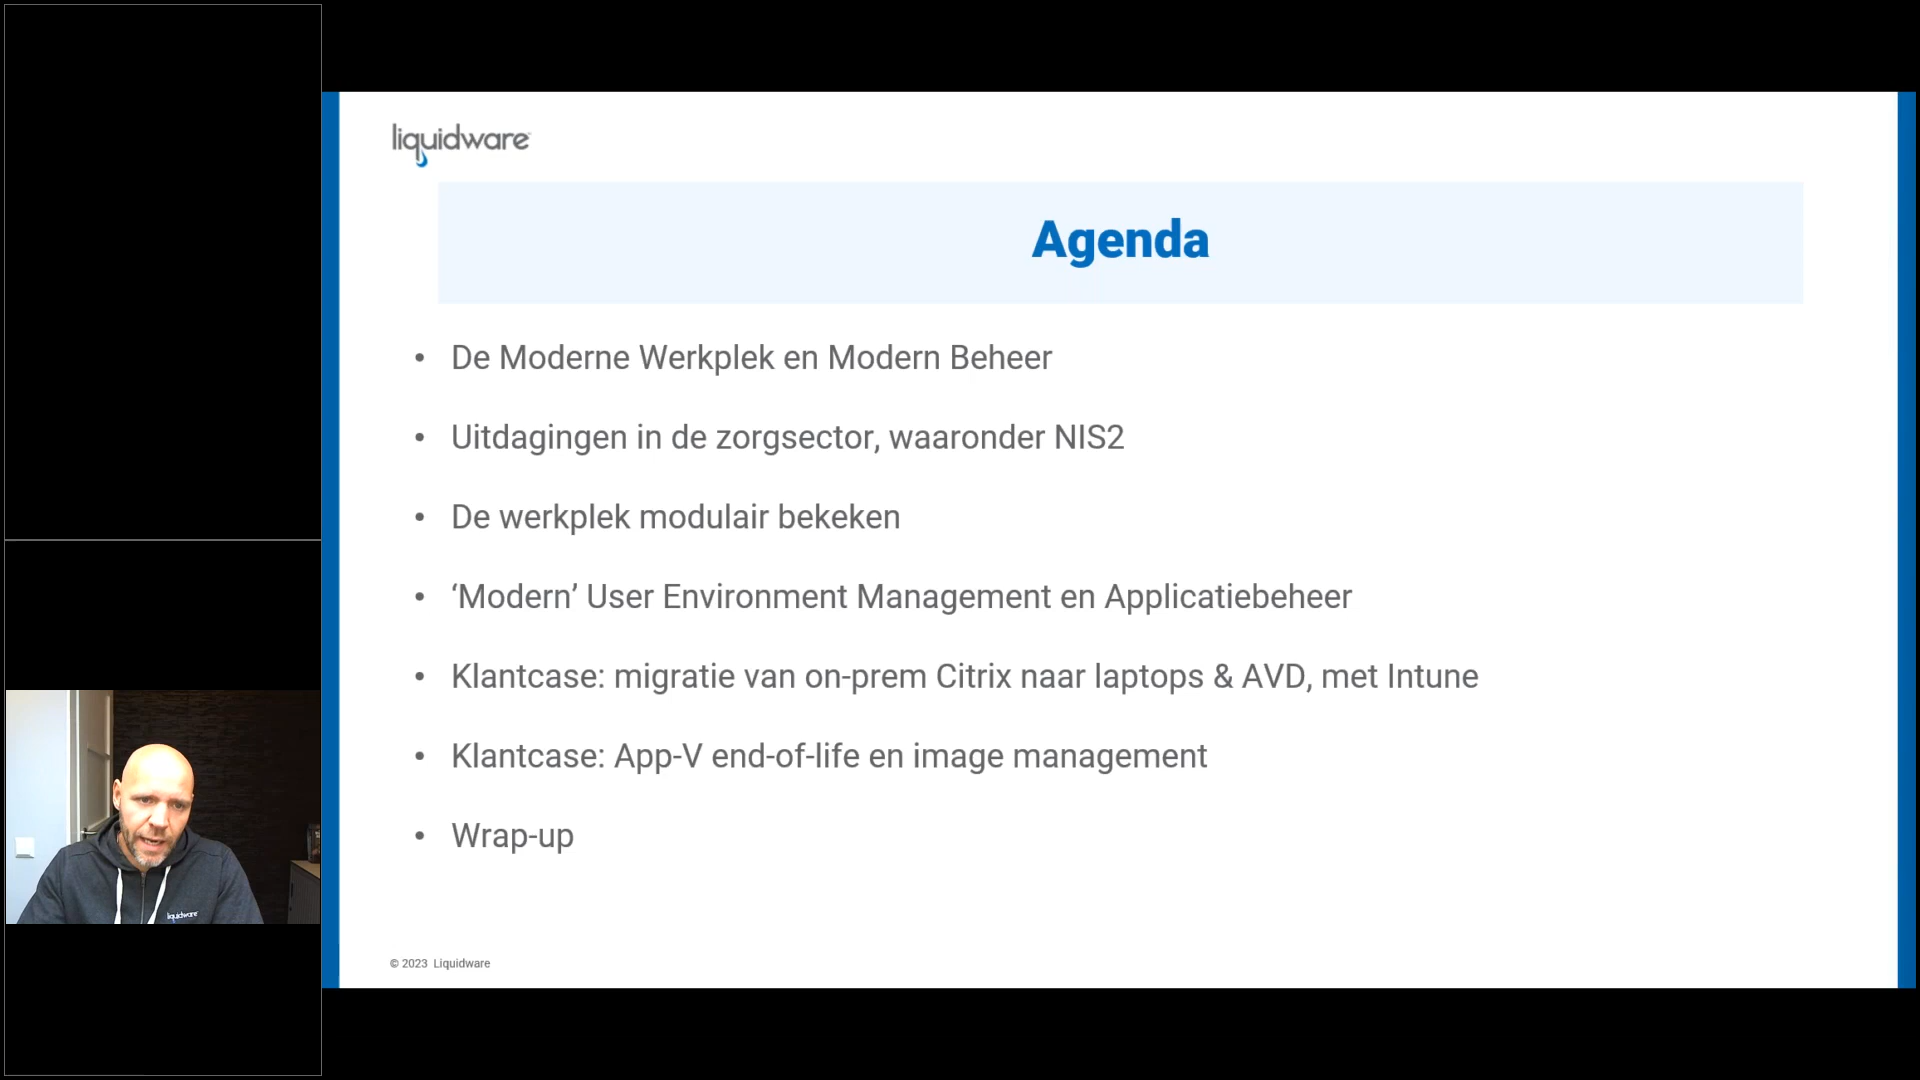 liquidware
Agenda
• De Moderne Werkplek en Modern Beheer
• Uitdagingen in de zorgsector, waaronder NIS2
• De werkplek modulair bekeken
• ‘Modern’ User Environment Management en Applicatiebeheer
• Klantcase: migratie van on-prem Citrix naar laptops & AVD, met Intune
• Klantcase: App-V end-of-life en image management
• Wrap-up
© 2023 Liquidware
liquidware